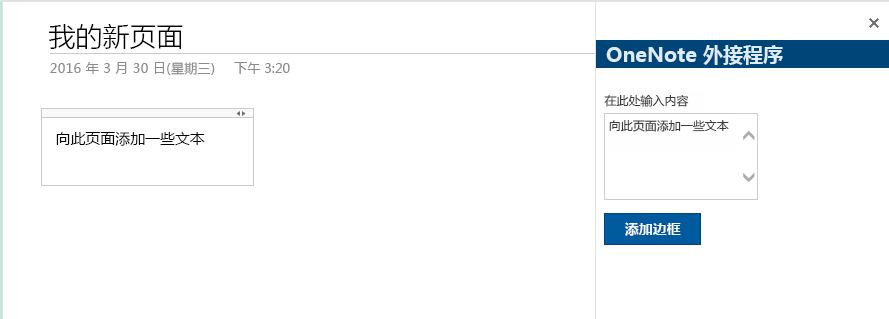 我的新页面
2016 年 3 月 30 日(星期三) 下午 3:20
向此页面添加一些文本
OneNote 外接程序
在此处输入内容
向此页面添加一些文本
添加边框